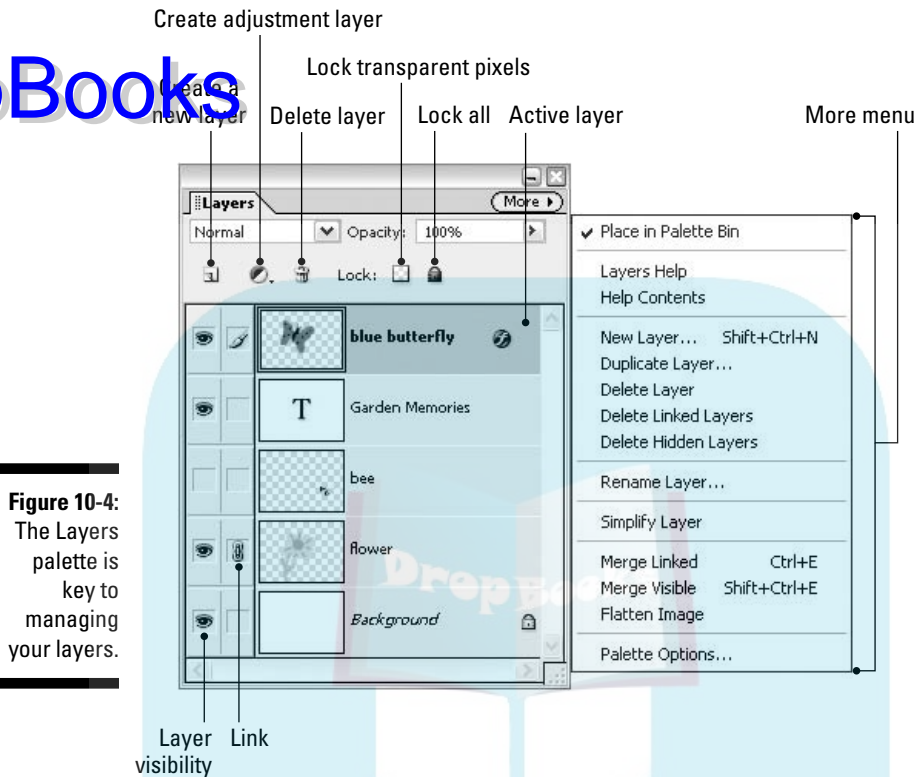 Create adjustment layer
oBooks
Lock transparent pixels
Create a
new layer
Delete layer
Lock all
Active layer
More menu
Layers
More
Normal
Opacity: 100%
Lock:
blue butterfly
T
Garden Memories
bee
flower
Background
Place in Palette Bin
Layers Help
Help Contents
New Layer... Shift+Ctrl+N
Duplicate Layer...
Delete Layer
Delete Linked Layers
Delete Hidden Layers
Rename Layer...
Simplify Layer
Merge Linked Ctrl+E
Merge Visible Shift+Ctrl+E
Flatten Image
Palette Options...
Figure 10-4:
The Layers
palette is
key to
managing
your layers.
DropBooks
Layer
visibility
Link